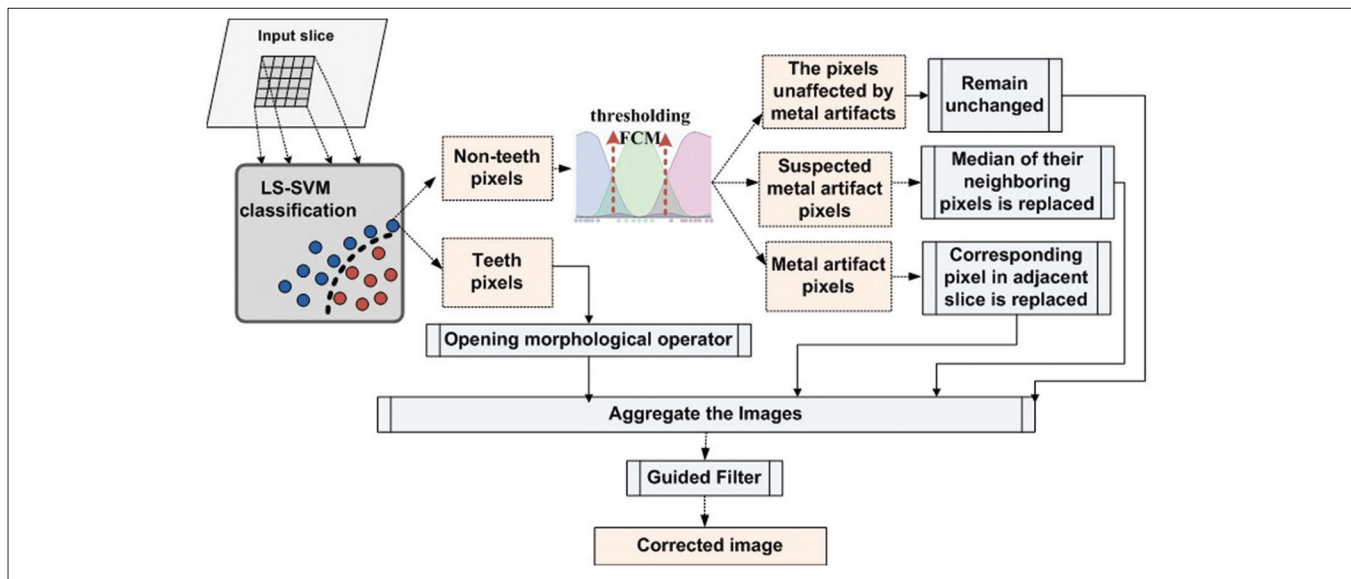 Input slice
LS-SVM
classification
Non-teeth
pixels
Teeth
pixels
thresholding
FCM
The pixels
unaffected by
metal artifacts
Remain
unchanged
Suspected
metal artifact
pixels
Median of their
neighboring
pixels is replaced
Metal artifact
pixels
Corresponding
pixel in adjacent
slice is replaced
Opening morphological operator
Aggregate the Images
Guided Filter
Corrected image